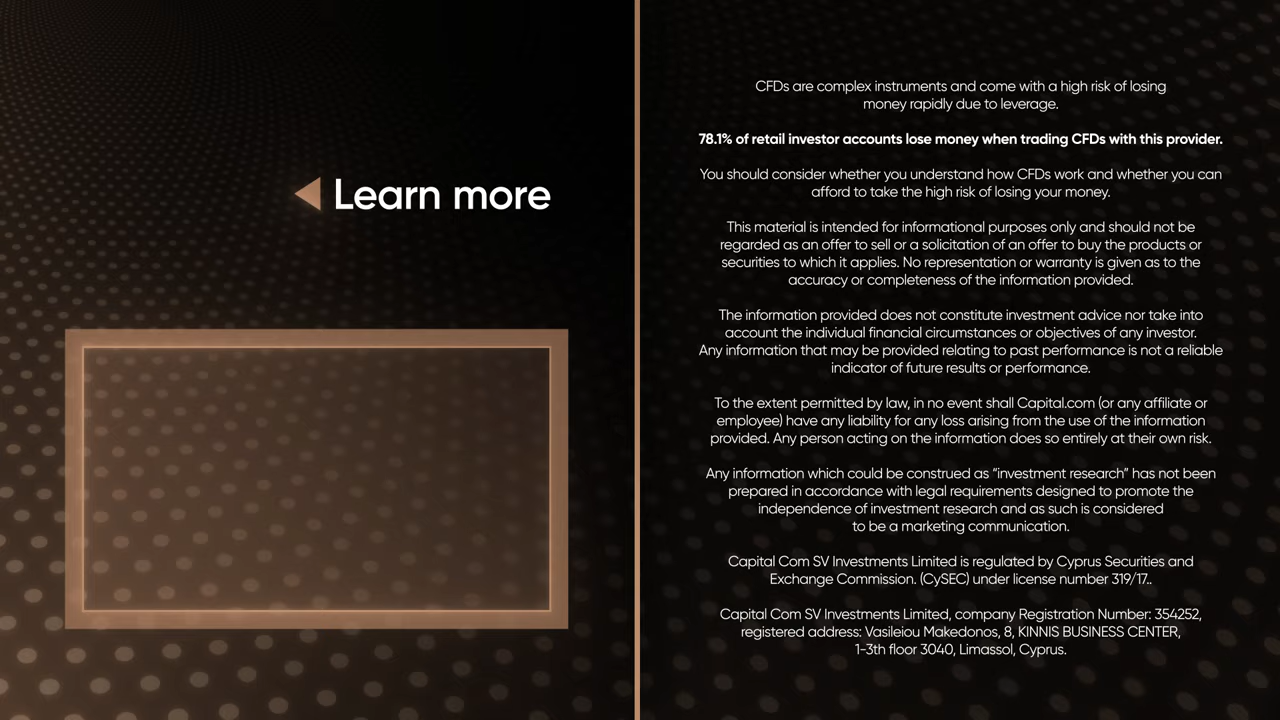 Learn more
CFDs are complex instruments and come with a high risk of losing
money rapidly due to leverage.
78.1% of retail investor accounts lose money when trading CFDs with this provider.
You should consider whether you understand how CFDs work and whether you can
afford to take the high risk of losing your money.
This material is intended for informational purposes only and should not be
regarded as an offer to sell or a solicitation of an offer to buy the products or
securities to which it applies. No representation or warranty is given as to the
accuracy or completeness of the information provided.
The information provided does not constitute investment advice nor take into
account the individual financial circumstances or objectives of any investor.
Any information that may be provided relating to past performance is not a reliable
indicator of future results or performance.
To the extent permitted by law, in no event shall Capital.com (or any affiliate or
employee) have any liability for any loss arising from the use of the information
provided. Any person acting on the information does so entirely at their own risk.
Any information which could be construed as “investment research” has not been
prepared in accordance with legal requirements designed to promote the
independence of investment research and as such is considered
to be a marketing communication.
Capital Com SV Investments Limited is regulated by Cyprus Securities and
Exchange Commission. (CySEC) under license number 319/17..
Capital Com SV Investments Limited, company Registration Number: 354252,
registered address: Vasileiou Makedonos, 8, KINNIS BUSINESS CENTER,
1-3th floor 3040, Limassol, Cyprus.